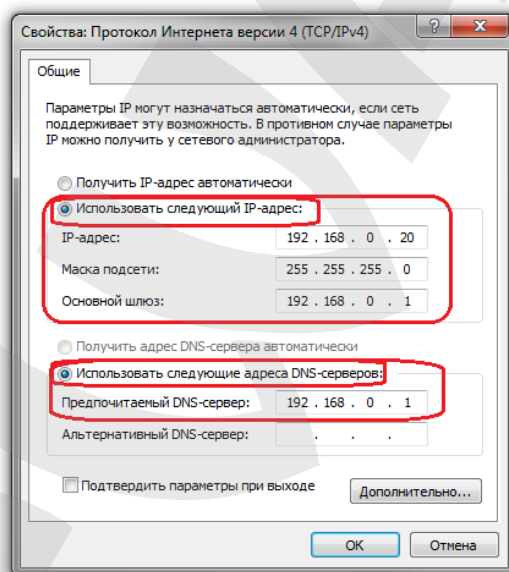 Свойства: Протокол Интернета версии 4 (TCP/IPv4)
Общие
Параметры IP могут назначаться автоматически, если сеть
поддерживает эту возможность. В противном случае параметры
IP можно получить у сетевого администратора.
Получить IP-адрес автоматически
Использовать следующий IP-адрес:
IP-адрес: 192 . 168 . 0 . 20
Маска подсети: 255 . 255 . 255 . 0
Основной шлюз: 192 . 168 . 0 . 1
Получить адрес DNS-сервера автоматически
Использовать следующие адреса DNS-серверов:
Предпочитаемый DNS-сервер: 192 . 168 . 0 . 1
Альтернативный DNS-сервер: . . .
Подтвердить параметры при выходе
Дополнительно...
OK Отмена